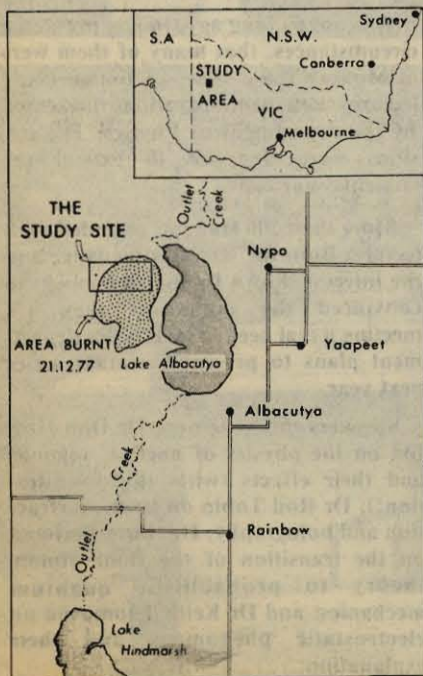 S.A
N.S.W.
Sydney
Canberra
STUDY
AREA
VIC
Melbourne
Outlet
Creek
THE
STUDY SITE
Nypo
AREA BURNT
21.12.77
Lake Albacutya
Yaapeet
Albacutya
Creek
Outlet
Rainbow
Lake
Hindmarsh